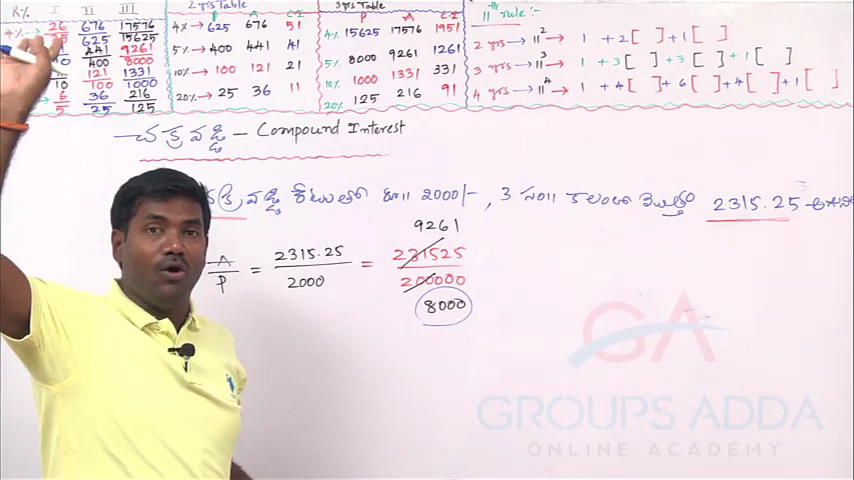 R% I II III
4% → 26/25 676/625 17576/15625
441/400 9261/8000
10 121/100 1331/1000
→ 6/5 36/25 216/125
2 yrs Table
P A C.I
4% → 625 676 51
5% → 400 441 41
10% → 100 121 21
20% → 25 36 11
3 yrs Table
P A C.I
4% 15625 17576 1951
5% 8000 9261 1261
10% 1000 1331 331
20% 125 216 91
11th rule :-
2 yrs → 11² → 1 + 2[ ] + 1[ ]
3 yrs → 11³ → 1 + 3[ ] + 3[ ] + 1[ ]
4 yrs → 11⁴ → 1 + 4[ ] + 6[ ] + 4[ ] + 1[ ]
చక్రవడ్డి – Compound Interest
వడ్డి రేటుతో రూ॥ 2000/- , 3 సం॥ కాలంలో మొత్తం 2315.25
A/P = 2315.25/2000 = 231525/200000
9261
8000
GA
GROUPS ADDA
ONLINE ACADEMY